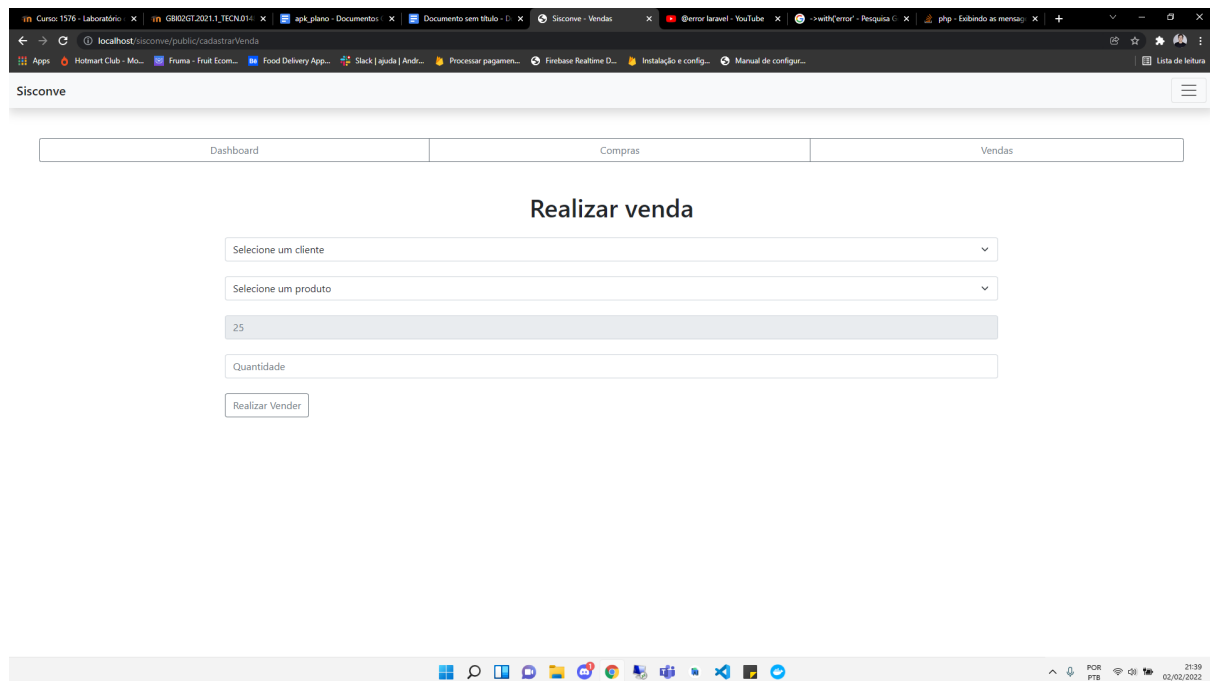 Curso: 1576 - Laboratório
GBI02GT.2021.1_TECN.014
apk_plano - Documentos
Documento sem título - D
Sisconve - Vendas
@error laravel - YouTube
->with('error' - Pesquisa G
php - Exibindo as mensag
localhost/sisconve/public/cadastrarVenda
Apps
Hotmart Club - Mo...
Fruma - Fruit Ecom...
Food Delivery App...
Slack | ajuda | Andr...
Processar pagamen...
Firebase Realtime D...
Instalação e config...
Manual de configur...
Lista de leitura
Sisconve
Dashboard
Compras
Vendas
Realizar venda
Selecione um cliente
Selecione um produto
25
Quantidade
Realizar Vender
POR
PTB
21:39
02/02/2022